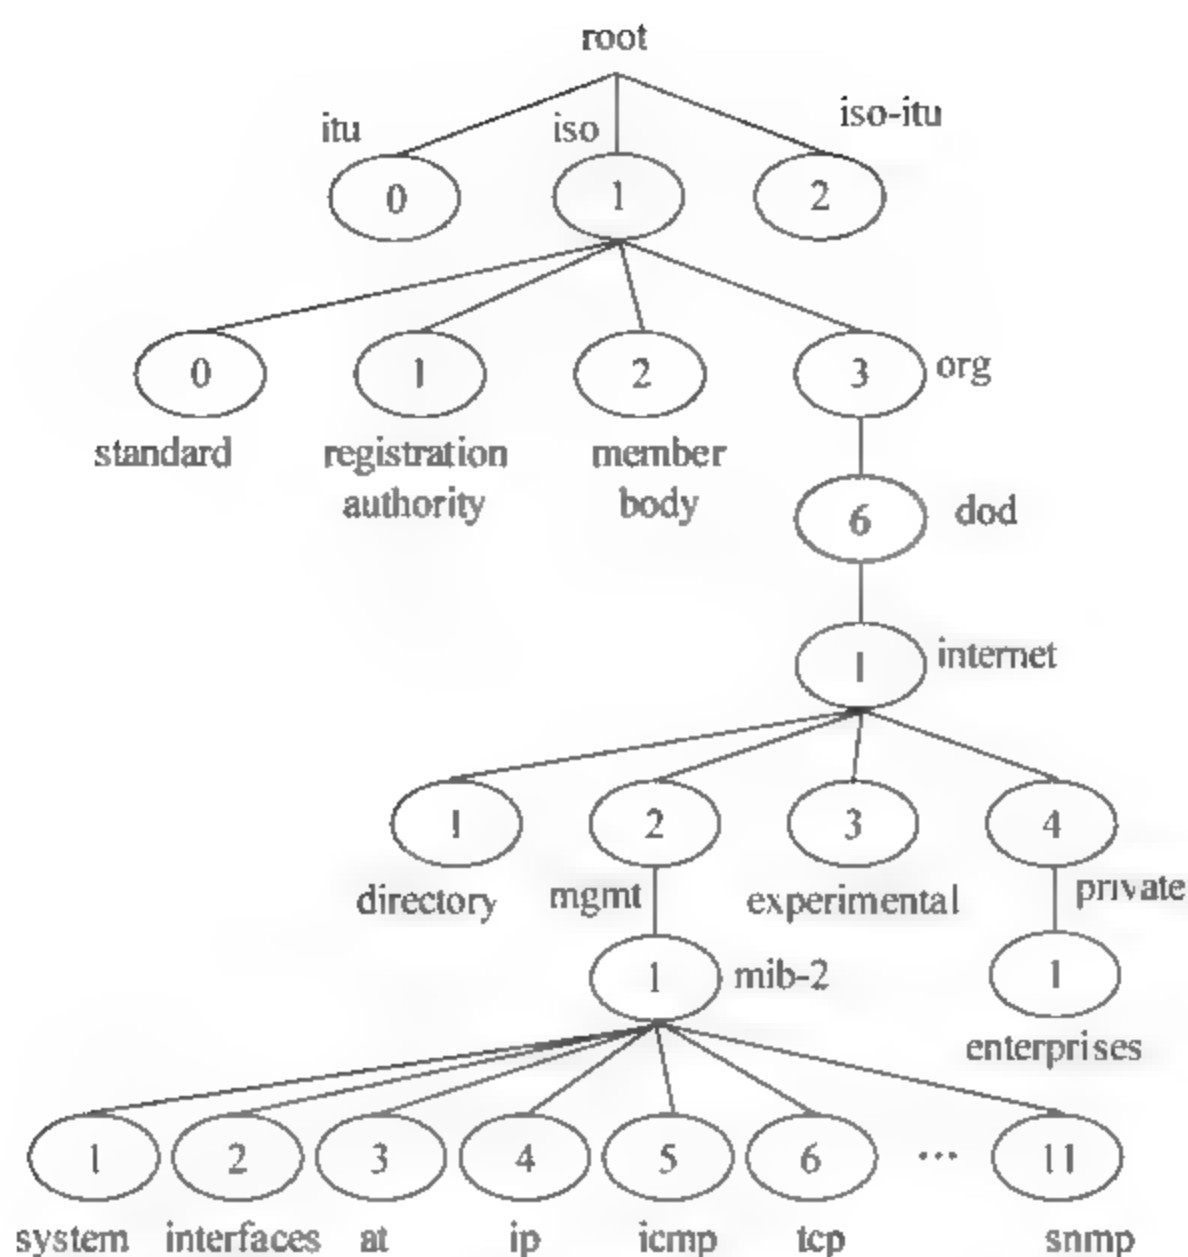 root
itu iso iso-itu
0 1 2
0 1 2 3 org
standard registration authority member body
6 dod
1 internet
1 2 3 4
directory mgmt experimental private
1 mib-2 1
enterprises
1 2 3 4 5 6 ... 11
system interfaces at ip icmp tcp snmp